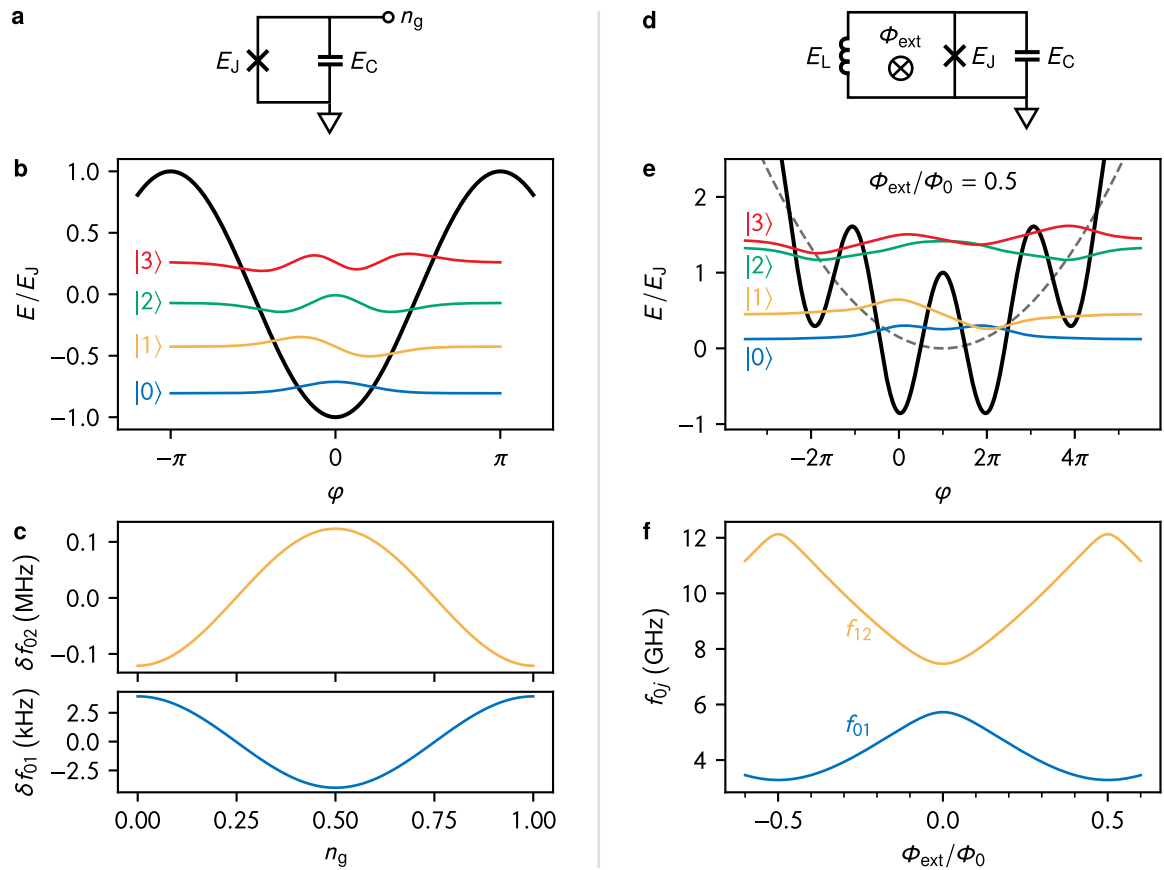 a
n_g
E_J
E_C
b
1.0
0.5
0.0
−0.5
−1.0
E/E_J
|3⟩
|2⟩
|1⟩
|0⟩
−π
0
π
φ
c
0.1
0.0
−0.1
δf_02 (MHz)
2.5
0.0
−2.5
δf_01 (kHz)
0.00
0.25
0.50
0.75
1.00
n_g
d
E_L
Φ_ext
E_J
E_C
e
Φ_ext/Φ_0 = 0.5
2
1
0
−1
E/E_J
|3⟩
|2⟩
|1⟩
|0⟩
−2π
0
2π
4π
φ
f
12
10
8
6
4
f_0j (GHz)
f_12
f_01
−0.5
0.0
0.5
Φ_ext/Φ_0